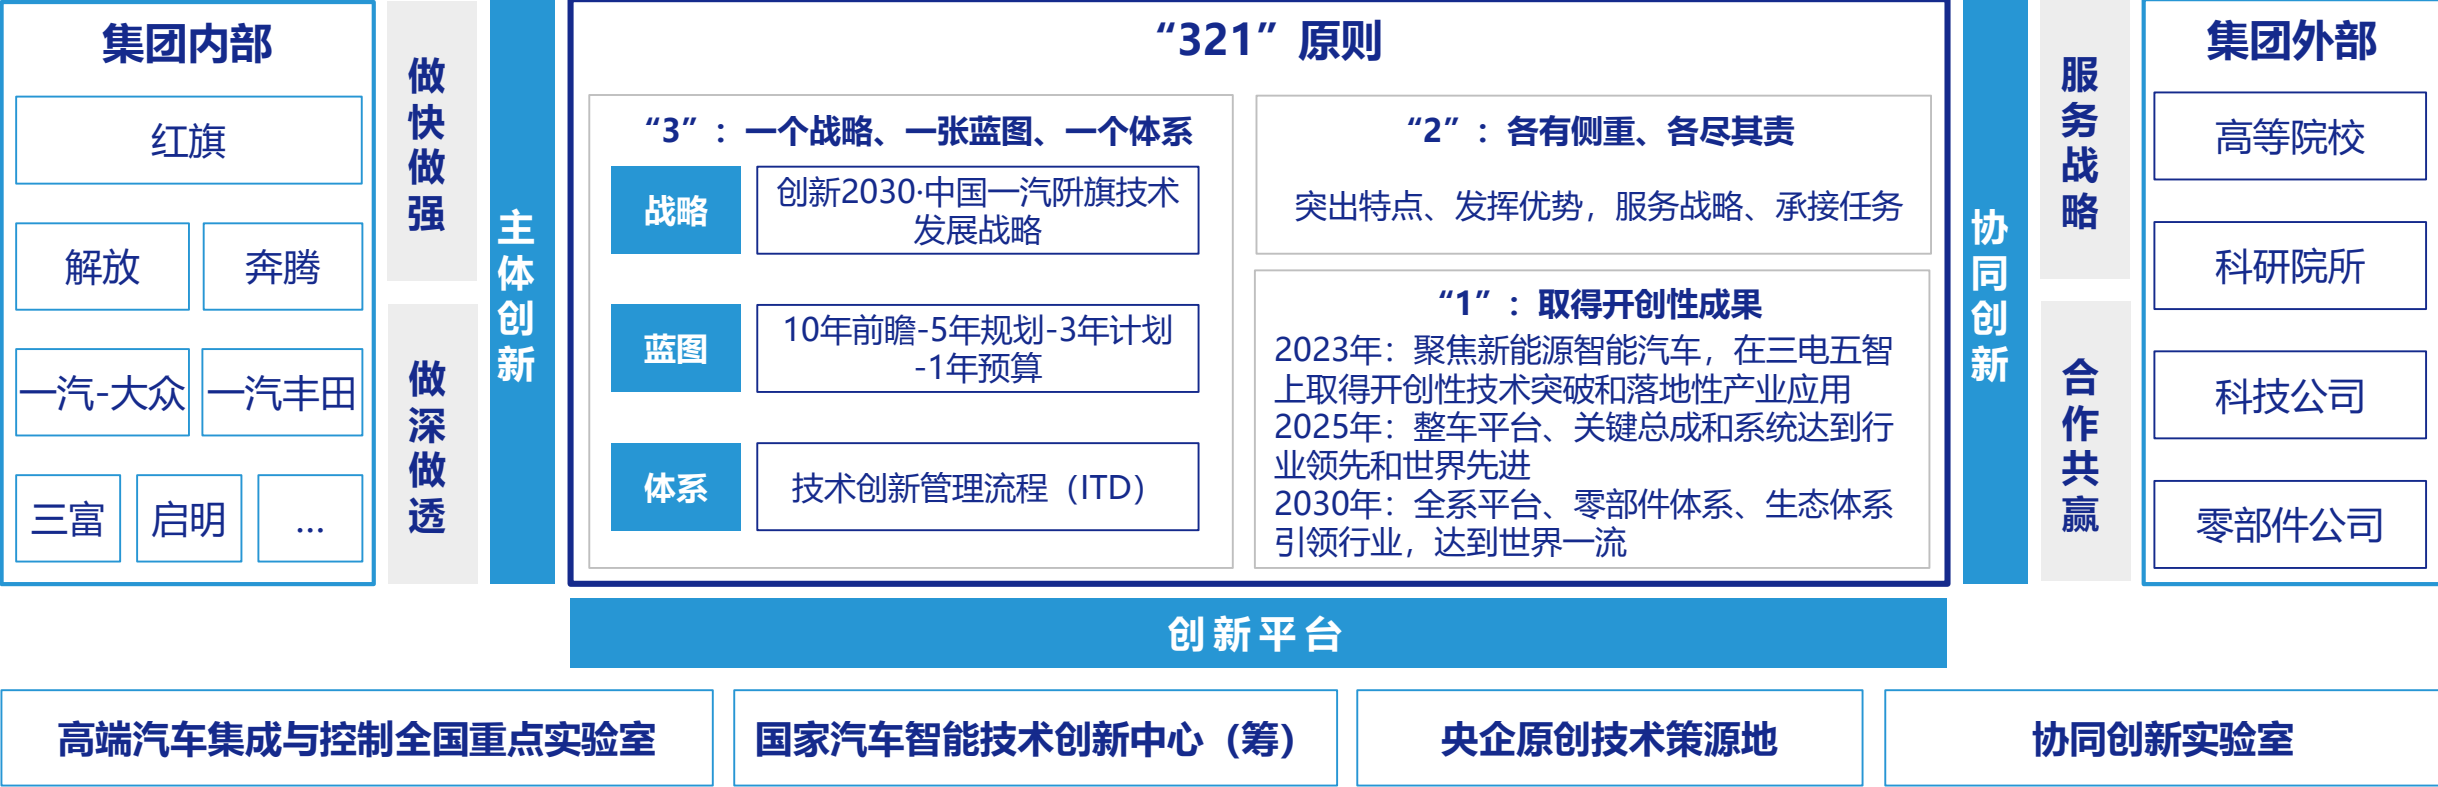 集团内部
红旗
解放
奔腾
一汽-大众
一汽丰田
三富
启明
...
做快做强
做深做透
主体创新
“321”原则
“3”：一个战略、一张蓝图、一个体系
战略
创新2030·中国一汽阩旗技术
发展战略
蓝图
10年前瞻-5年规划-3年计划
-1年预算
体系
技术创新管理流程（ITD）
“2”：各有侧重、各尽其责
突出特点、发挥优势，服务战略、承接任务
“1”：取得开创性成果
2023年：聚焦新能源智能汽车，在三电五智
上取得开创性技术突破和落地性产业应用
2025年：整车平台、关键总成和系统达到行
业领先和世界先进
2030年：全系平台、零部件体系、生态体系
引领行业，达到世界一流
协同创新
服务战略
合作共赢
集团外部
高等院校
科研院所
科技公司
零部件公司
创新平台
高端汽车集成与控制全国重点实验室
国家汽车智能技术创新中心（筹）
央企原创技术策源地
协同创新实验室